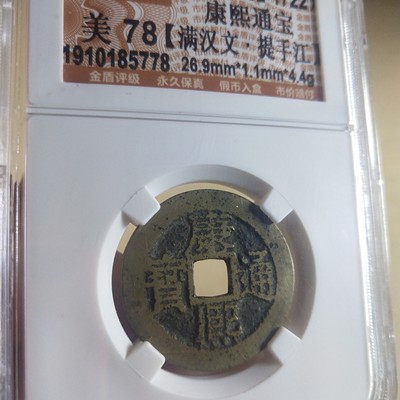 康熙通宝
美 78【满汉文·提手江】
1910185778 26.9mm*1.1mm*4.4g
金盾评级 永久保真 假币入盒 市价赔付
康熙通寶